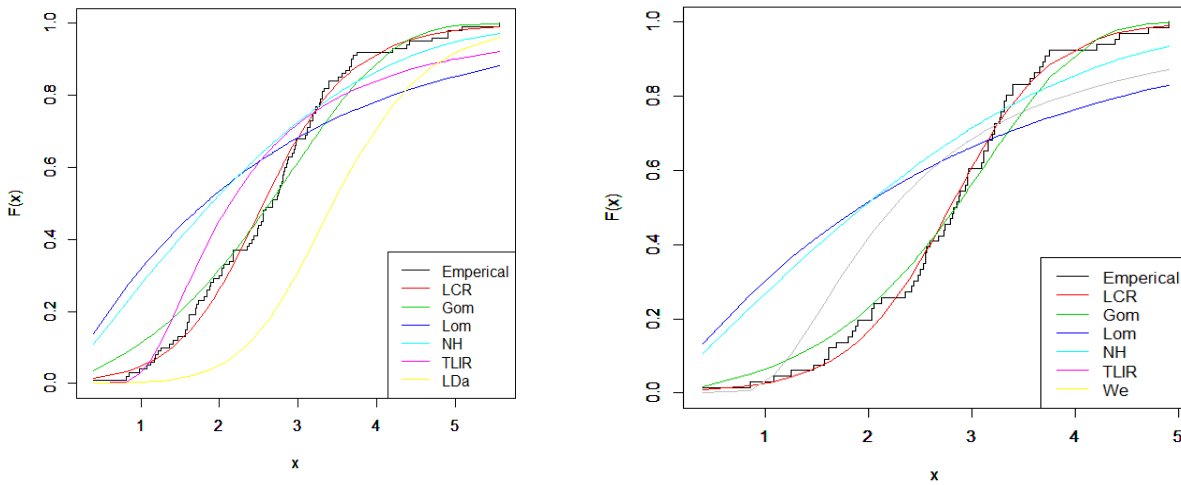 F(x)
1.0
0.8
0.6
0.4
0.2
0.0
Emperical
LCR
Gom
Lom
NH
TLIR
LDa
1 2 3 4 5
x
F(x)
1.0
0.8
0.6
0.4
0.2
0.0
Emperical
LCR
Gom
Lom
NH
TLIR
We
1 2 3 4 5
x